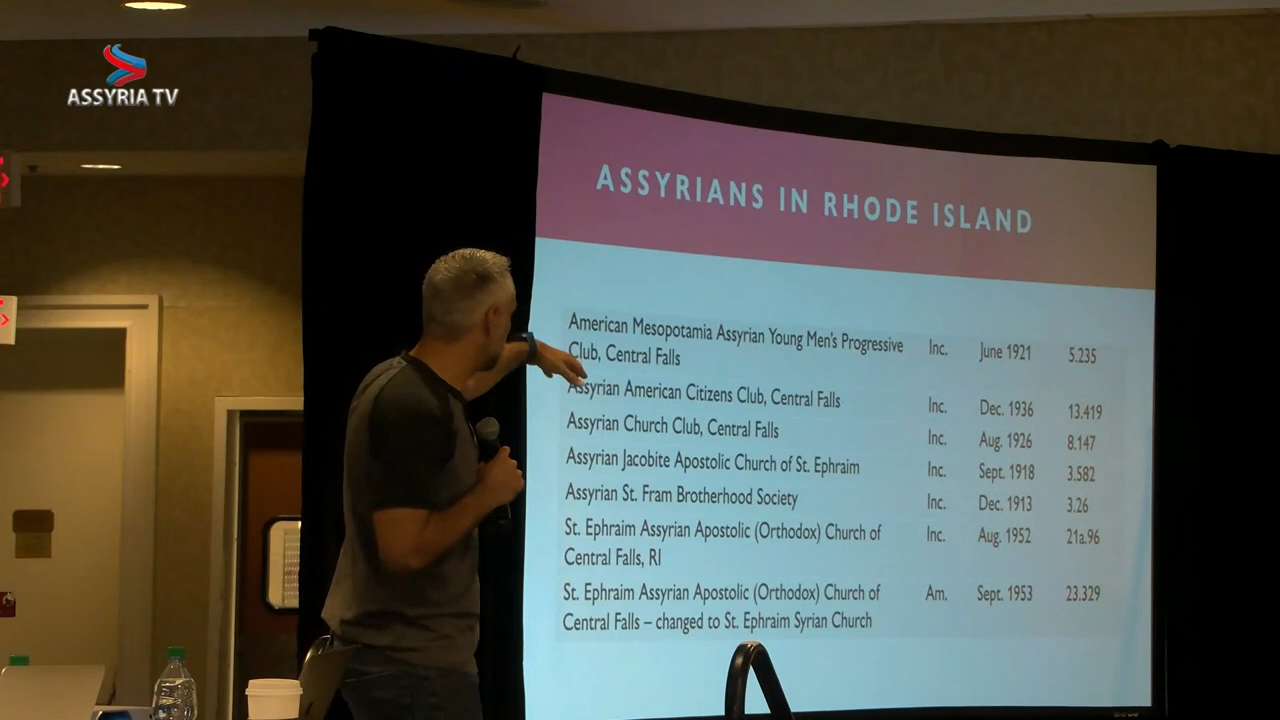 ASSYRIA TV
ASSYRIANS IN RHODE ISLAND
American Mesopotamia Assyrian Young Men's Progressive
Club, Central Falls Inc. June 1921 5.235
Assyrian American Citizens Club, Central Falls Inc. Dec. 1936 13.419
Assyrian Church Club, Central Falls Inc. Aug. 1926 8.147
Assyrian Jacobite Apostolic Church of St. Ephraim Inc. Sept. 1918 3.582
Assyrian St. Fram Brotherhood Society Inc. Dec. 1913 3.26
St. Ephraim Assyrian Apostolic (Orthodox) Church of Inc. Aug. 1952 21a.96
Central Falls, RI
St. Ephraim Assyrian Apostolic (Orthodox) Church of Am. Sept. 1953 23.329
Central Falls – changed to St. Ephraim Syrian Church